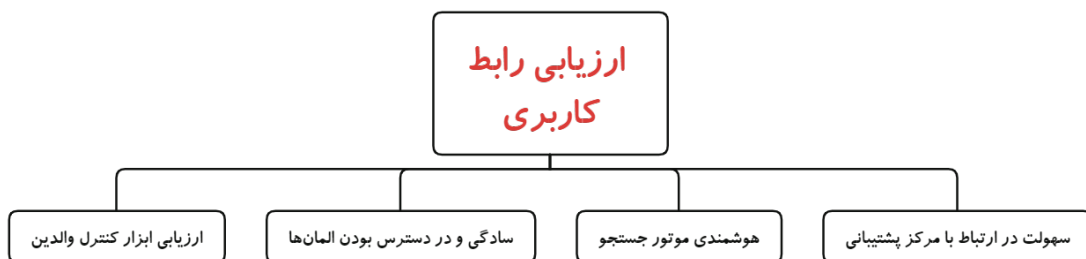 ارزیابی رابط
کاربری
سهولت در ارتباط با مرکز پشتیبانی
هوشمندی موتور جستجو
سادگی و در دسترس بودن المان‌ها
ارزیابی ابزار کنترل والدین